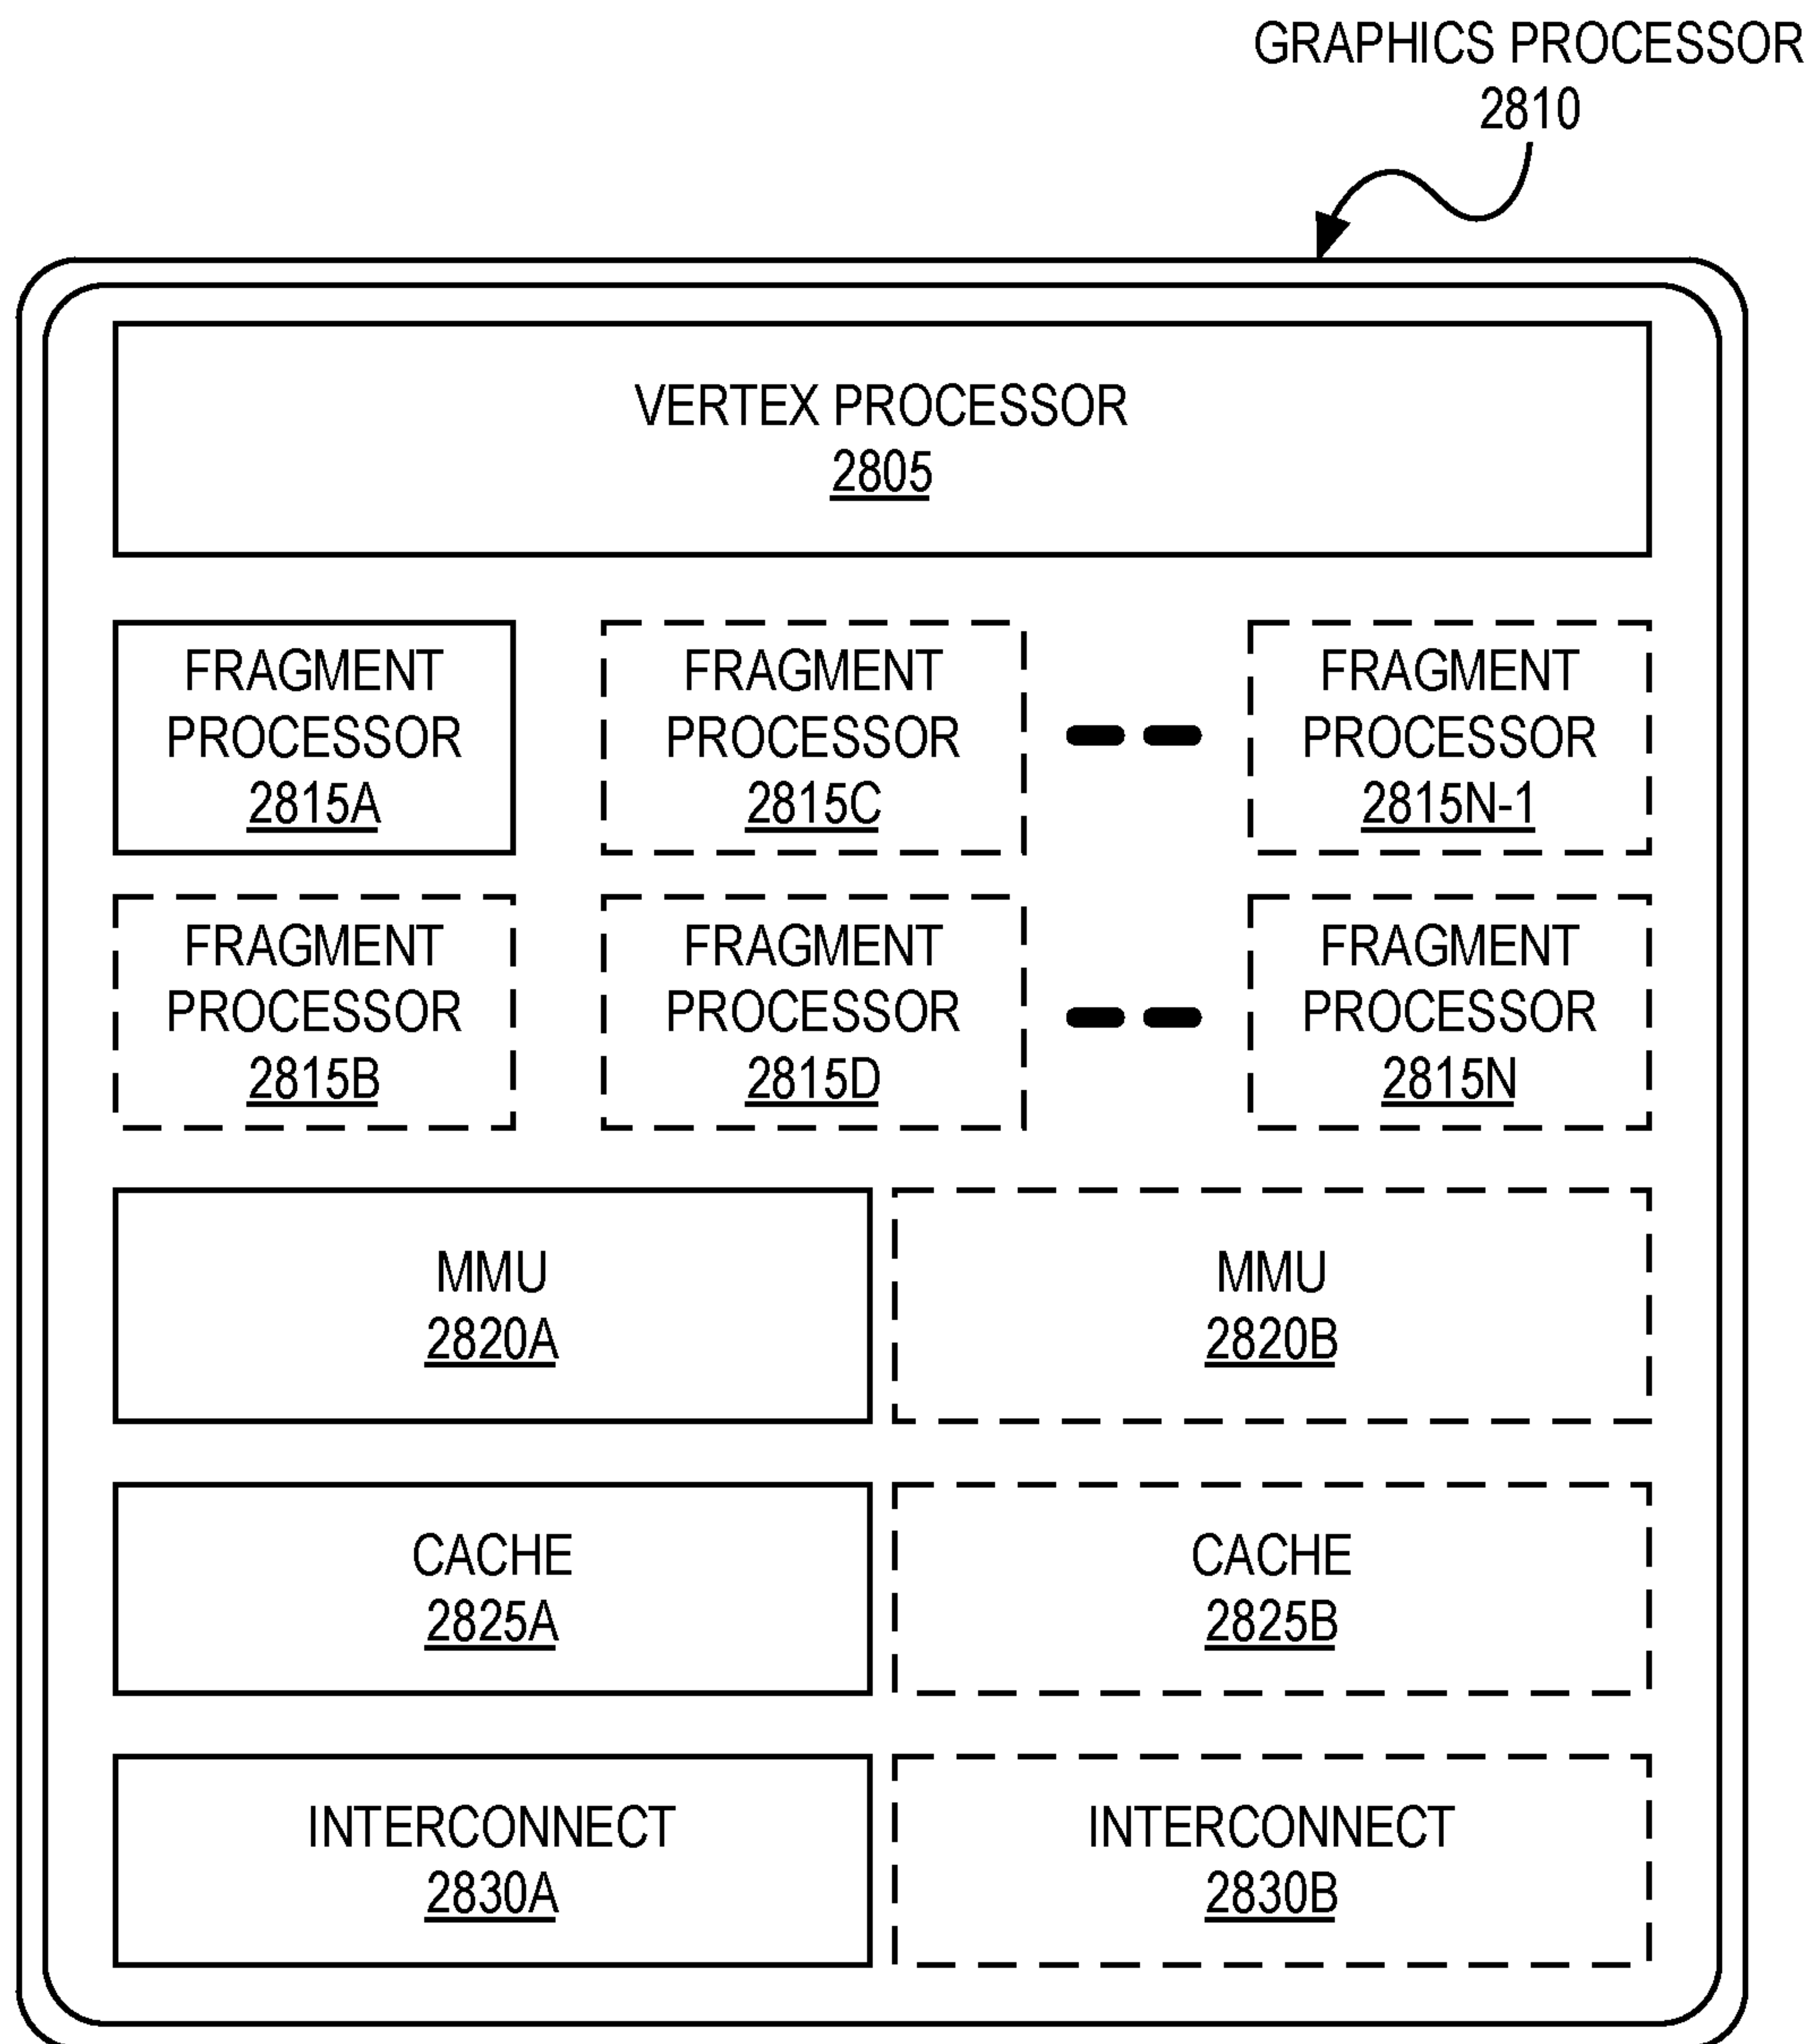 GRAPHICS PROCESSOR
2810
VERTEX PROCESSOR
2805
FRAGMENT
PROCESSOR
2815A
FRAGMENT
PROCESSOR
2815C
FRAGMENT
PROCESSOR
2815N-1
FRAGMENT
PROCESSOR
2815B
FRAGMENT
PROCESSOR
2815D
FRAGMENT
PROCESSOR
2815N
MMU
2820A
MMU
2820B
CACHE
2825A
CACHE
2825B
INTERCONNECT
2830A
INTERCONNECT
2830B